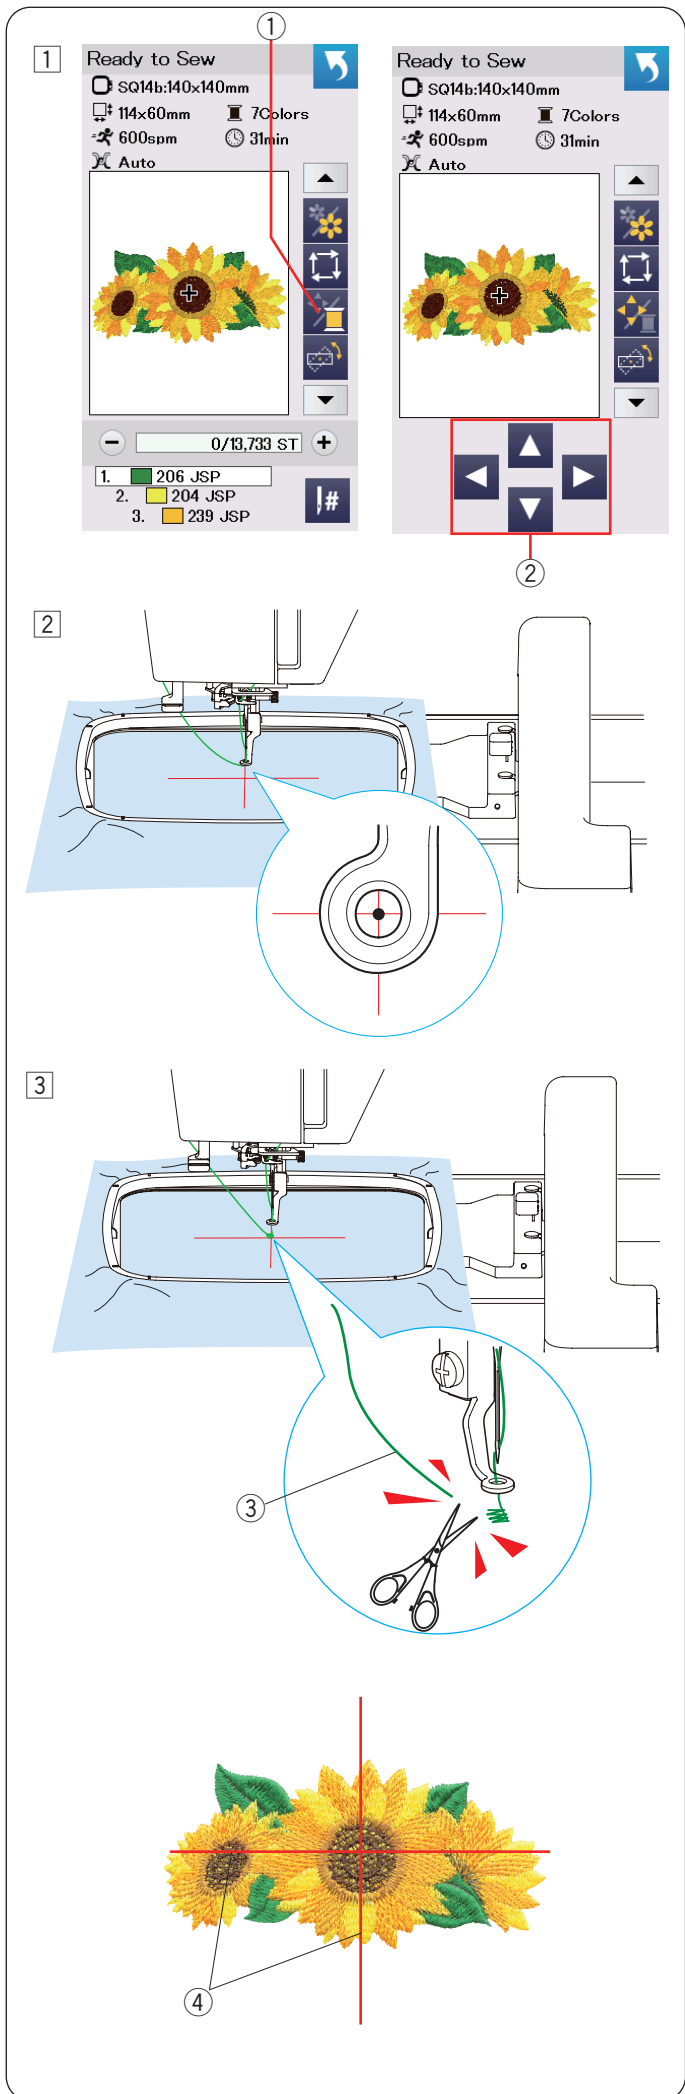 ①
1
Ready to Sew
SQ14b:140x140mm
114x60mm 7Colors
600spm 31min
Auto
0/13,733 ST
1. 206 JSP
2. 204 JSP
3. 239 JSP
#
Ready to Sew
SQ14b:140x140mm
114x60mm 7Colors
600spm 31min
Auto
②
2
3
③
④